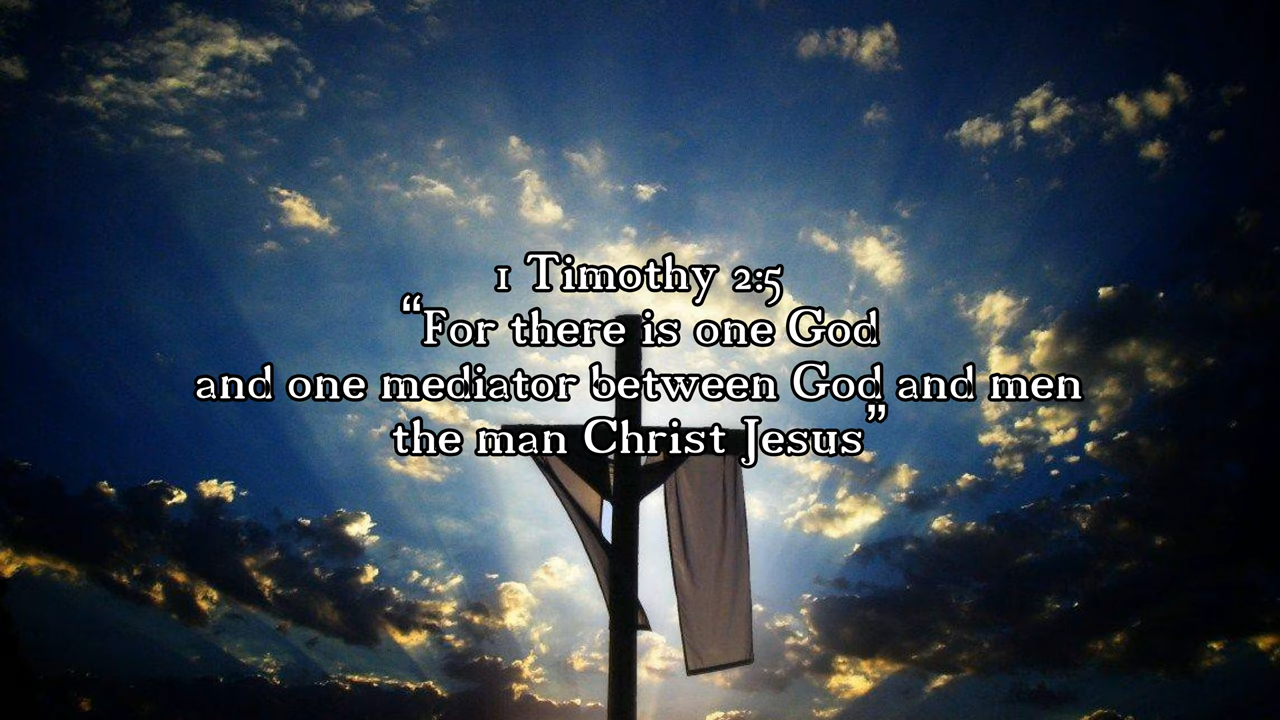 1 Timothy 2:5
“For there is one God
and one mediator between God and men
the man Christ Jesus”